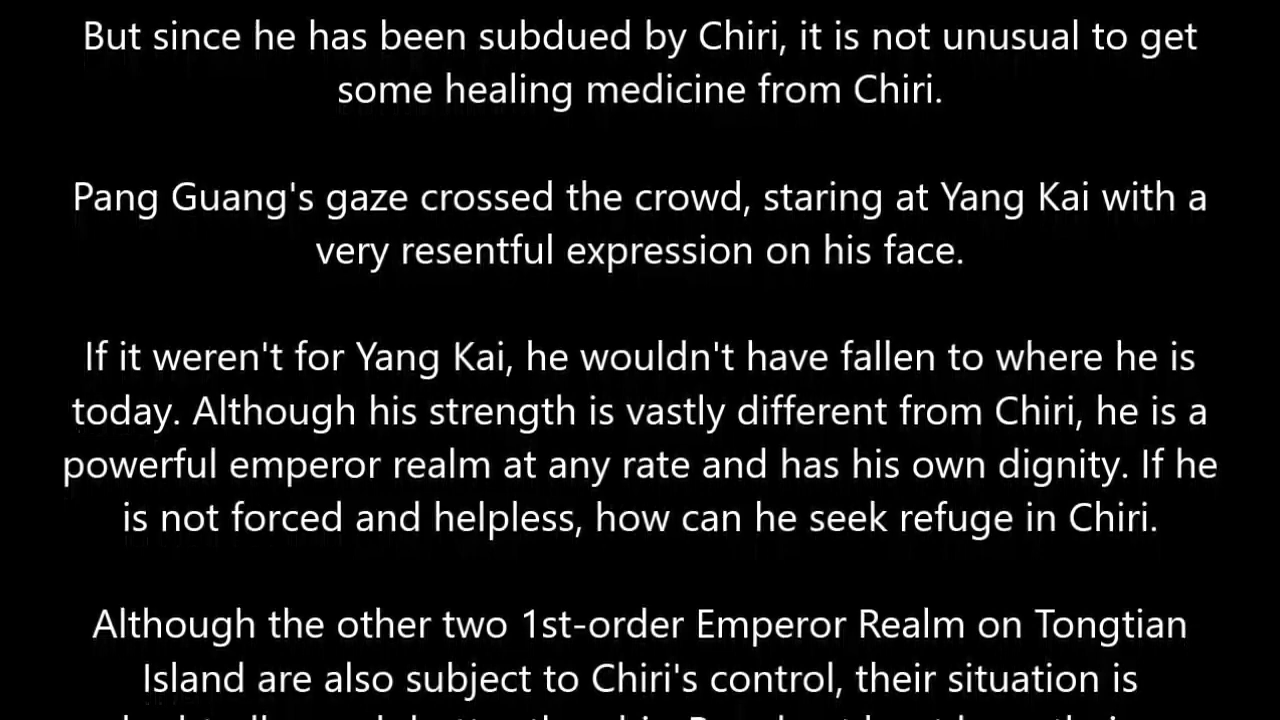 But since he has been subdued by Chiri, it is not unusual to get
some healing medicine from Chiri.
Pang Guang's gaze crossed the crowd, staring at Yang Kai with a
very resentful expression on his face.
If it weren't for Yang Kai, he wouldn't have fallen to where he is
today. Although his strength is vastly different from Chiri, he is a
powerful emperor realm at any rate and has his own dignity. If he
is not forced and helpless, how can he seek refuge in Chiri.
Although the other two 1st-order Emperor Realm on Tongtian
Island are also subject to Chiri's control, their situation is